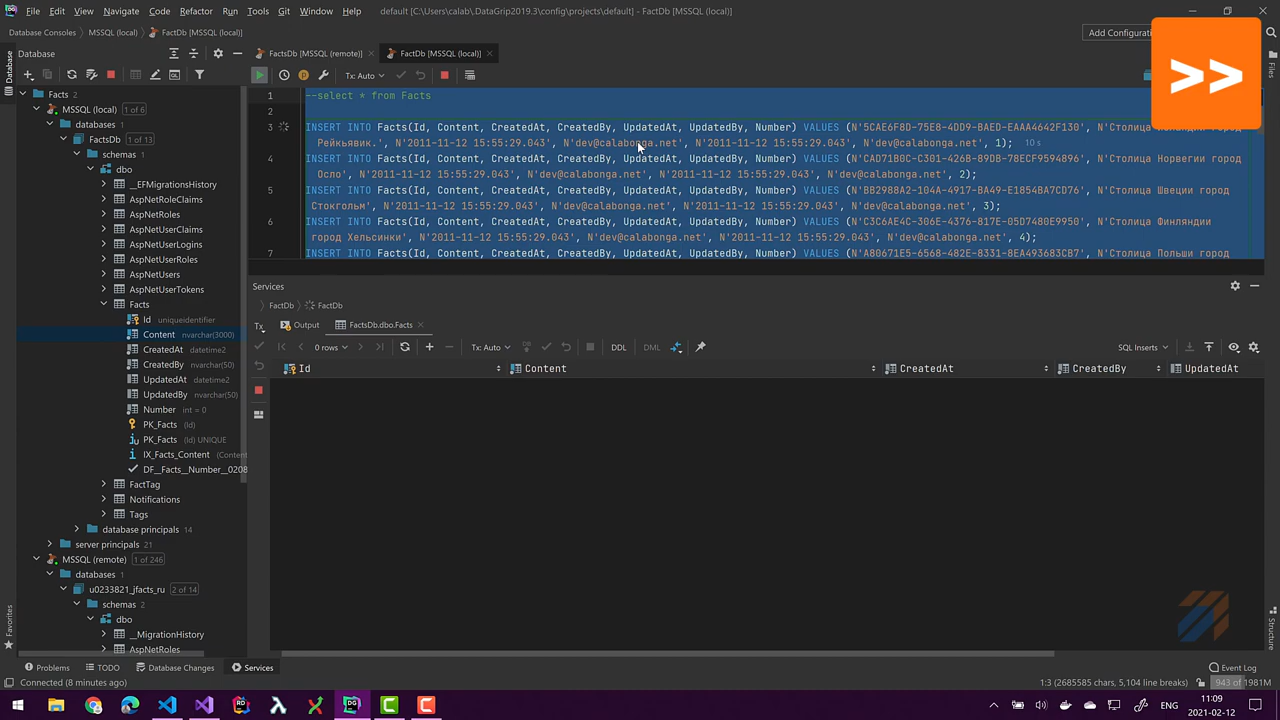 File Edit View Navigate Code Refactor Run Tools Git Window Help default [C:\Users\calab\.DataGrip2019.3\config\projects\default] - FactDb [MSSQL (local)]
Database Consoles MSSQL (local) FactDb [MSSQL (local)]
Add Configuratio
>>
Database
FactsDb [MSSQL (remote)]
FactDb [MSSQL (local)]
Tx: Auto
Database
Files
Facts 2
MSSQL (local) 1 of 6
databases 1
FactsDb 1 of 13
schemas 1
dbo
__EFMigrationsHistory
AspNetRoleClaims
AspNetRoles
AspNetUserClaims
AspNetUserLogins
AspNetUserRoles
AspNetUsers
AspNetUserTokens
Facts
Id uniqueidentifier
Content nvarchar(3000)
CreatedAt datetime2
CreatedBy nvarchar(50)
UpdatedAt datetime2
UpdatedBy nvarchar(50)
Number int = 0
PK_Facts (Id)
PK_Facts (Id) UNIQUE
IX_Facts_Content (Conten
DF__Facts__Number__0208
FactTag
Notifications
Tags
database principals 14
server principals 21
MSSQL (remote) 1 of 246
databases 1
u0233821_jfacts_ru 2 of 14
schemas 2
dbo
__MigrationHistory
AspNetRoles
1 --select * from Facts
2
3 INSERT INTO Facts(Id, Content, CreatedAt, CreatedBy, UpdatedAt, UpdatedBy, Number) VALUES (N'5CAE6F8D-75E8-4DD9-BAED-EAAA4642F130', N'Столица город
Рейкьявик.', N'2011-11-12 15:55:29.043', N'dev@calabonga.net', N'2011-11-12 15:55:29.043', N'dev@calabonga.net', 1); 10 s
4 INSERT INTO Facts(Id, Content, CreatedAt, CreatedBy, UpdatedAt, UpdatedBy, Number) VALUES (N'CAD71B0C-C301-426B-89DB-78ECF9594896', N'Столица Норвегии город
Осло', N'2011-11-12 15:55:29.043', N'dev@calabonga.net', N'2011-11-12 15:55:29.043', N'dev@calabonga.net', 2);
5 INSERT INTO Facts(Id, Content, CreatedAt, CreatedBy, UpdatedAt, UpdatedBy, Number) VALUES (N'BB2988A2-104A-4917-BA49-E1854BA7CD76', N'Столица Швеции город
Стокгольм', N'2011-11-12 15:55:29.043', N'dev@calabonga.net', N'2011-11-12 15:55:29.043', N'dev@calabonga.net', 3);
6 INSERT INTO Facts(Id, Content, CreatedAt, CreatedBy, UpdatedAt, UpdatedBy, Number) VALUES (N'C3C6AE4C-306E-4376-817E-05D7480E9950', N'Столица Финляндии
город Хельсинки', N'2011-11-12 15:55:29.043', N'dev@calabonga.net', N'2011-11-12 15:55:29.043', N'dev@calabonga.net', 4);
7 INSERT INTO Facts(Id, Content, CreatedAt, CreatedBy, UpdatedAt, UpdatedBy, Number) VALUES (N'A80671E5-6568-482E-8331-8EA493683CB7', N'Столица Польши город
Services
FactDb FactDb
Tx Output FactsDb.dbo.Facts
0 rows Tx: Auto DDL DML SQL Inserts
Id Content CreatedAt CreatedBy UpdatedAt
Favorites
Structure
Problems TODO Database Changes Services Event Log
Connected (8 minutes ago) 1:3 (2685585 chars, 5,104 line breaks) 943 of 1981M
RD DG C C ENG 11:09
2021-02-12